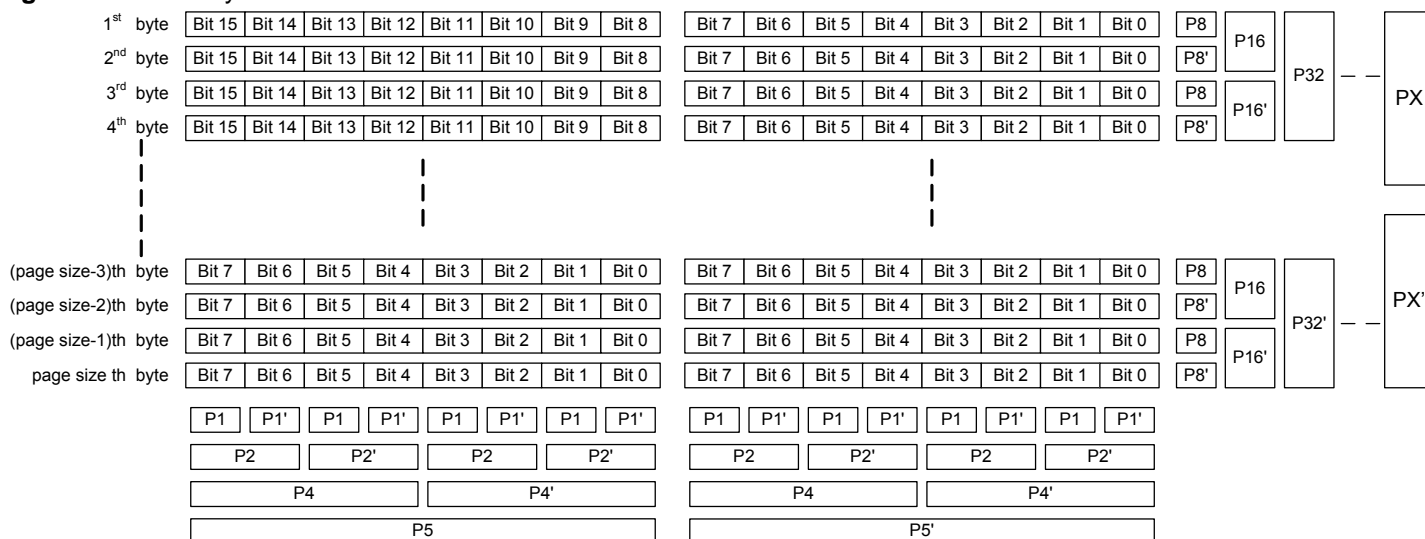 1st byte Bit 15 Bit 14 Bit 13 Bit 12 Bit 11 Bit 10 Bit 9 Bit 8 Bit 7 Bit 6 Bit 5 Bit 4 Bit 3 Bit 2 Bit 1 Bit 0 P8
P16
2nd byte Bit 15 Bit 14 Bit 13 Bit 12 Bit 11 Bit 10 Bit 9 Bit 8 Bit 7 Bit 6 Bit 5 Bit 4 Bit 3 Bit 2 Bit 1 Bit 0 P8'
P32
3rd byte Bit 15 Bit 14 Bit 13 Bit 12 Bit 11 Bit 10 Bit 9 Bit 8 Bit 7 Bit 6 Bit 5 Bit 4 Bit 3 Bit 2 Bit 1 Bit 0 P8 PX
P16'
4th byte Bit 15 Bit 14 Bit 13 Bit 12 Bit 11 Bit 10 Bit 9 Bit 8 Bit 7 Bit 6 Bit 5 Bit 4 Bit 3 Bit 2 Bit 1 Bit 0 P8'
(page size-3)th byte Bit 7 Bit 6 Bit 5 Bit 4 Bit 3 Bit 2 Bit 1 Bit 0 Bit 7 Bit 6 Bit 5 Bit 4 Bit 3 Bit 2 Bit 1 Bit 0 P8
P16
(page size-2)th byte Bit 7 Bit 6 Bit 5 Bit 4 Bit 3 Bit 2 Bit 1 Bit 0 Bit 7 Bit 6 Bit 5 Bit 4 Bit 3 Bit 2 Bit 1 Bit 0 P8' PX'
P32'
(page size-1)th byte Bit 7 Bit 6 Bit 5 Bit 4 Bit 3 Bit 2 Bit 1 Bit 0 Bit 7 Bit 6 Bit 5 Bit 4 Bit 3 Bit 2 Bit 1 Bit 0 P8
P16'
page size th byte Bit 7 Bit 6 Bit 5 Bit 4 Bit 3 Bit 2 Bit 1 Bit 0 Bit 7 Bit 6 Bit 5 Bit 4 Bit 3 Bit 2 Bit 1 Bit 0 P8'
P1 P1' P1 P1' P1 P1' P1 P1' P1 P1' P1 P1' P1 P1' P1 P1'
P2 P2' P2 P2' P2 P2' P2 P2'
P4 P4' P4 P4'
P5 P5'